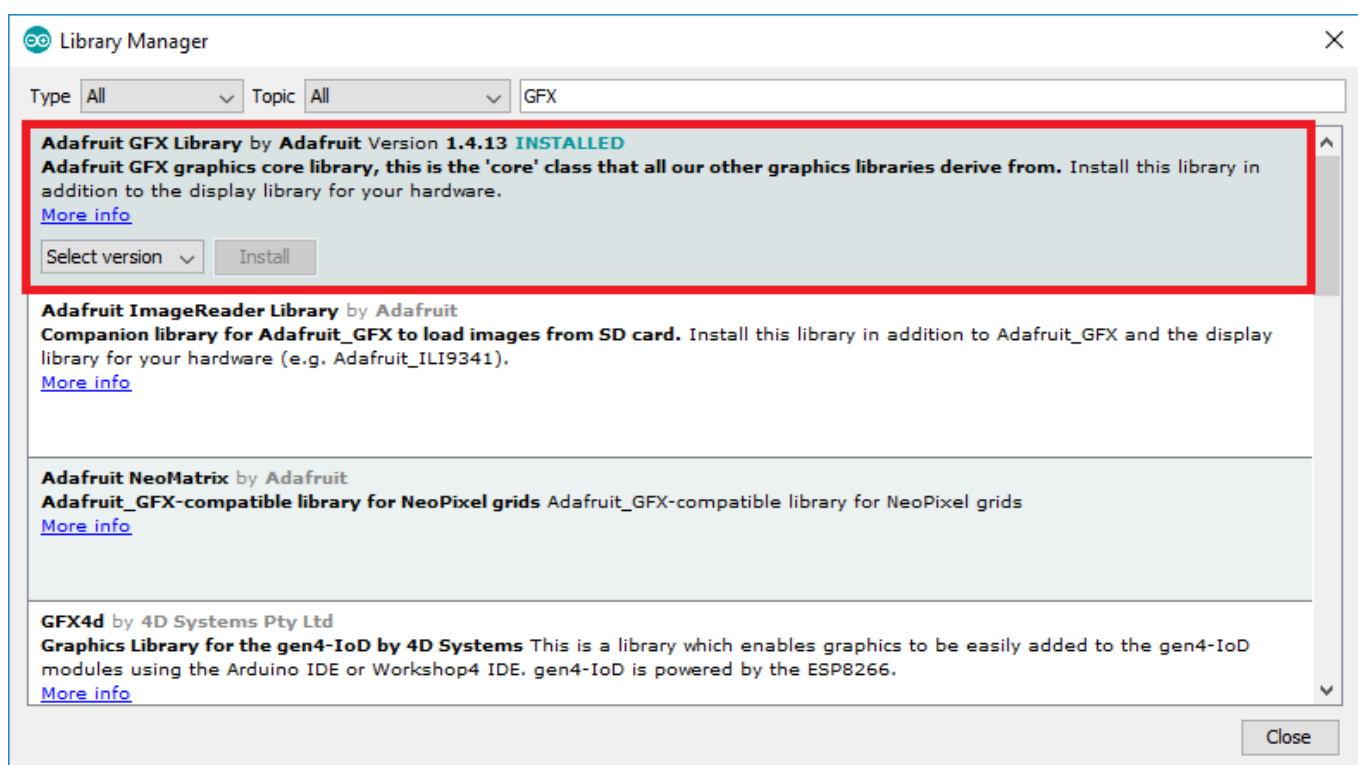 Library Manager
Type All Topic All GFX
Adafruit GFX Library by Adafruit Version 1.4.13 INSTALLED
Adafruit GFX graphics core library, this is the 'core' class that all our other graphics libraries derive from. Install this library in
addition to the display library for your hardware.
More info
Select version Install
Adafruit ImageReader Library by Adafruit
Companion library for Adafruit_GFX to load images from SD card. Install this library in addition to Adafruit_GFX and the display
library for your hardware (e.g. Adafruit_ILI9341).
More info
Adafruit NeoMatrix by Adafruit
Adafruit_GFX-compatible library for NeoPixel grids Adafruit_GFX-compatible library for NeoPixel grids
More info
GFX4d by 4D Systems Pty Ltd
Graphics Library for the gen4-IoD by 4D Systems This is a library which enables graphics to be easily added to the gen4-IoD
modules using the Arduino IDE or Workshop4 IDE. gen4-IoD is powered by the ESP8266.
More info
Close